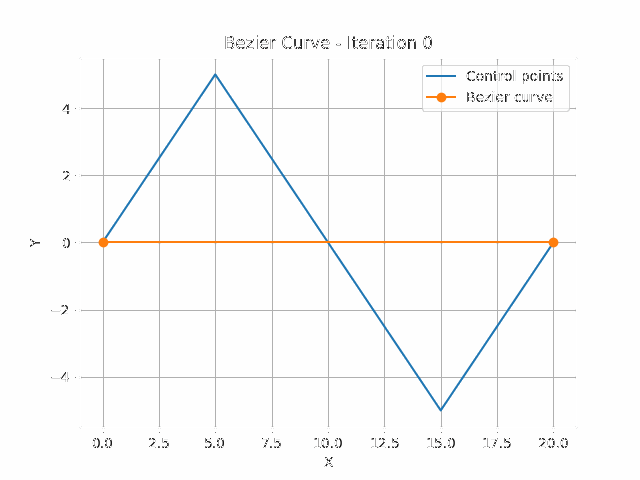 Bezier Curve - Iteration 0
Control points
Bezier curve
Y
4
2
0
−2
−4
0.0 2.5 5.0 7.5 10.0 12.5 15.0 17.5 20.0
X